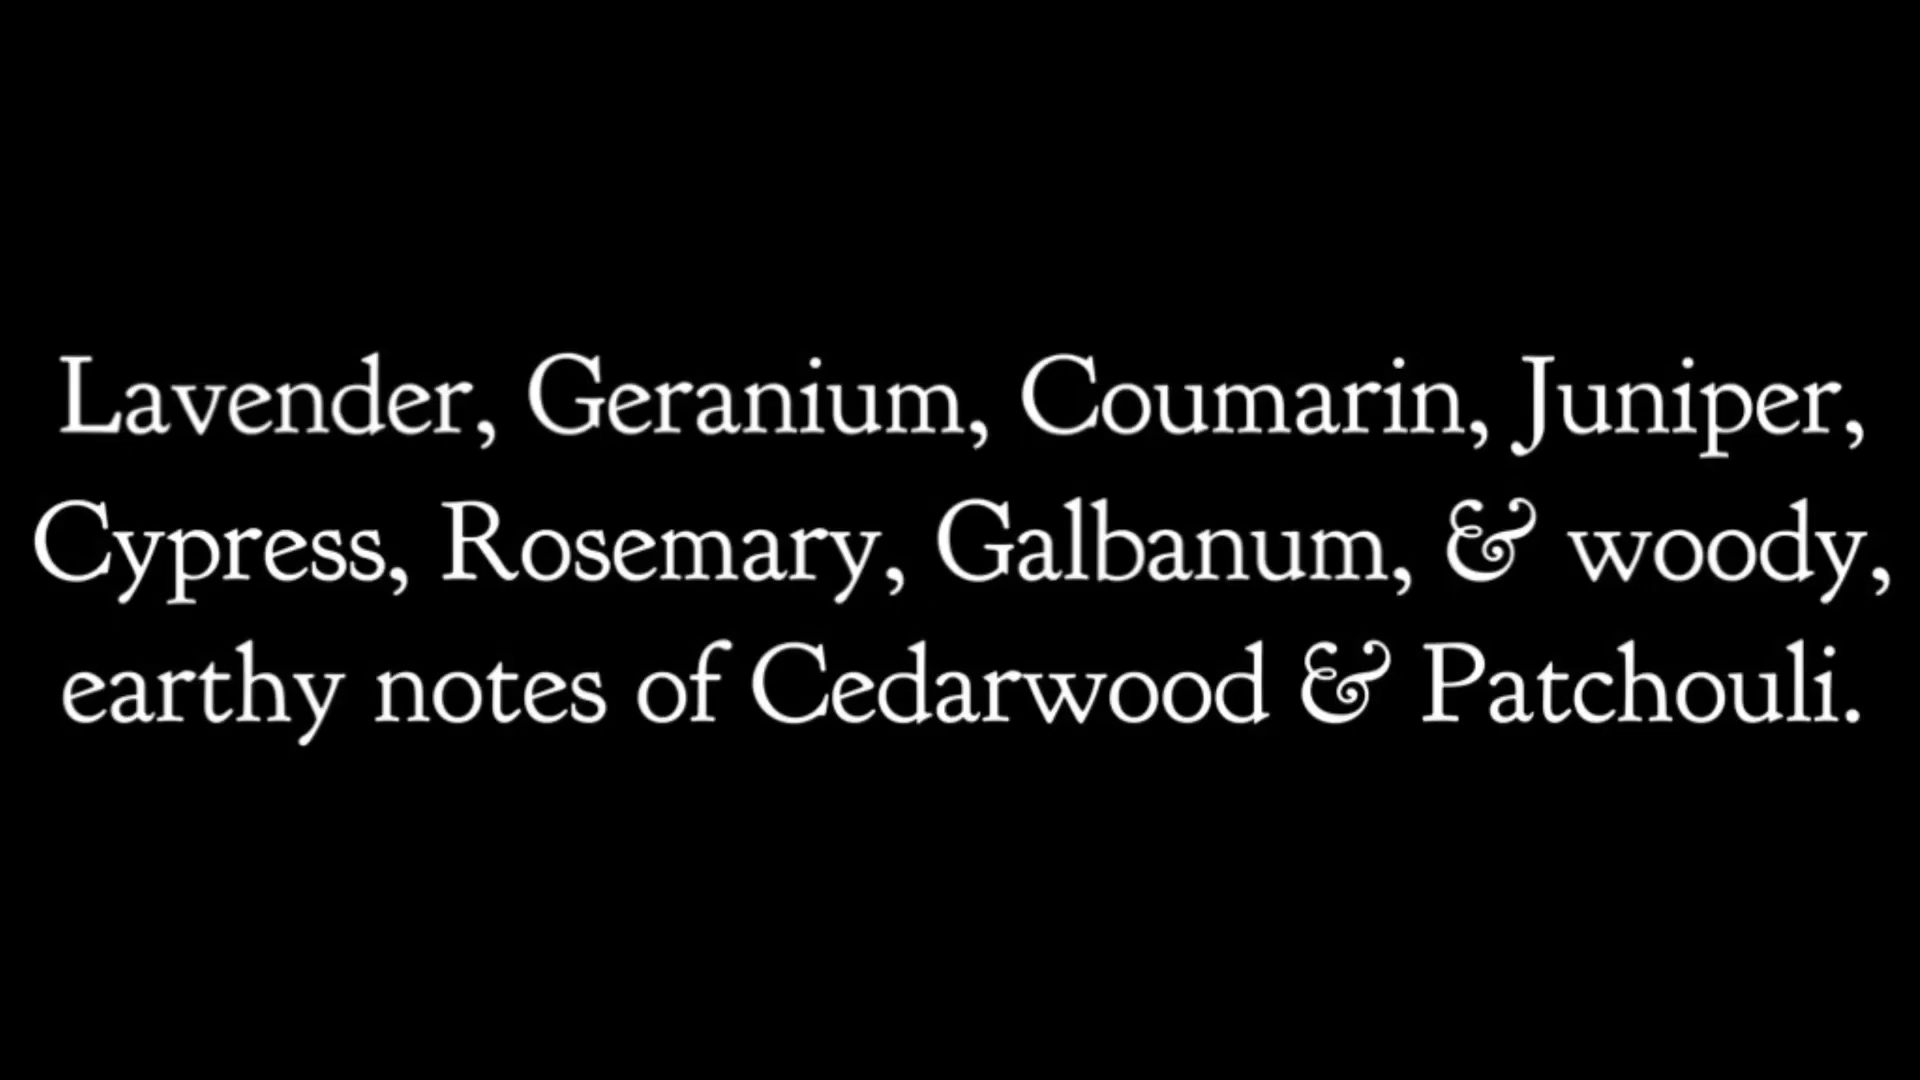 Lavender, Geranium, Coumarin, Juniper,
Cypress, Rosemary, Galbanum, & woody,
earthy notes of Cedarwood & Patchouli.